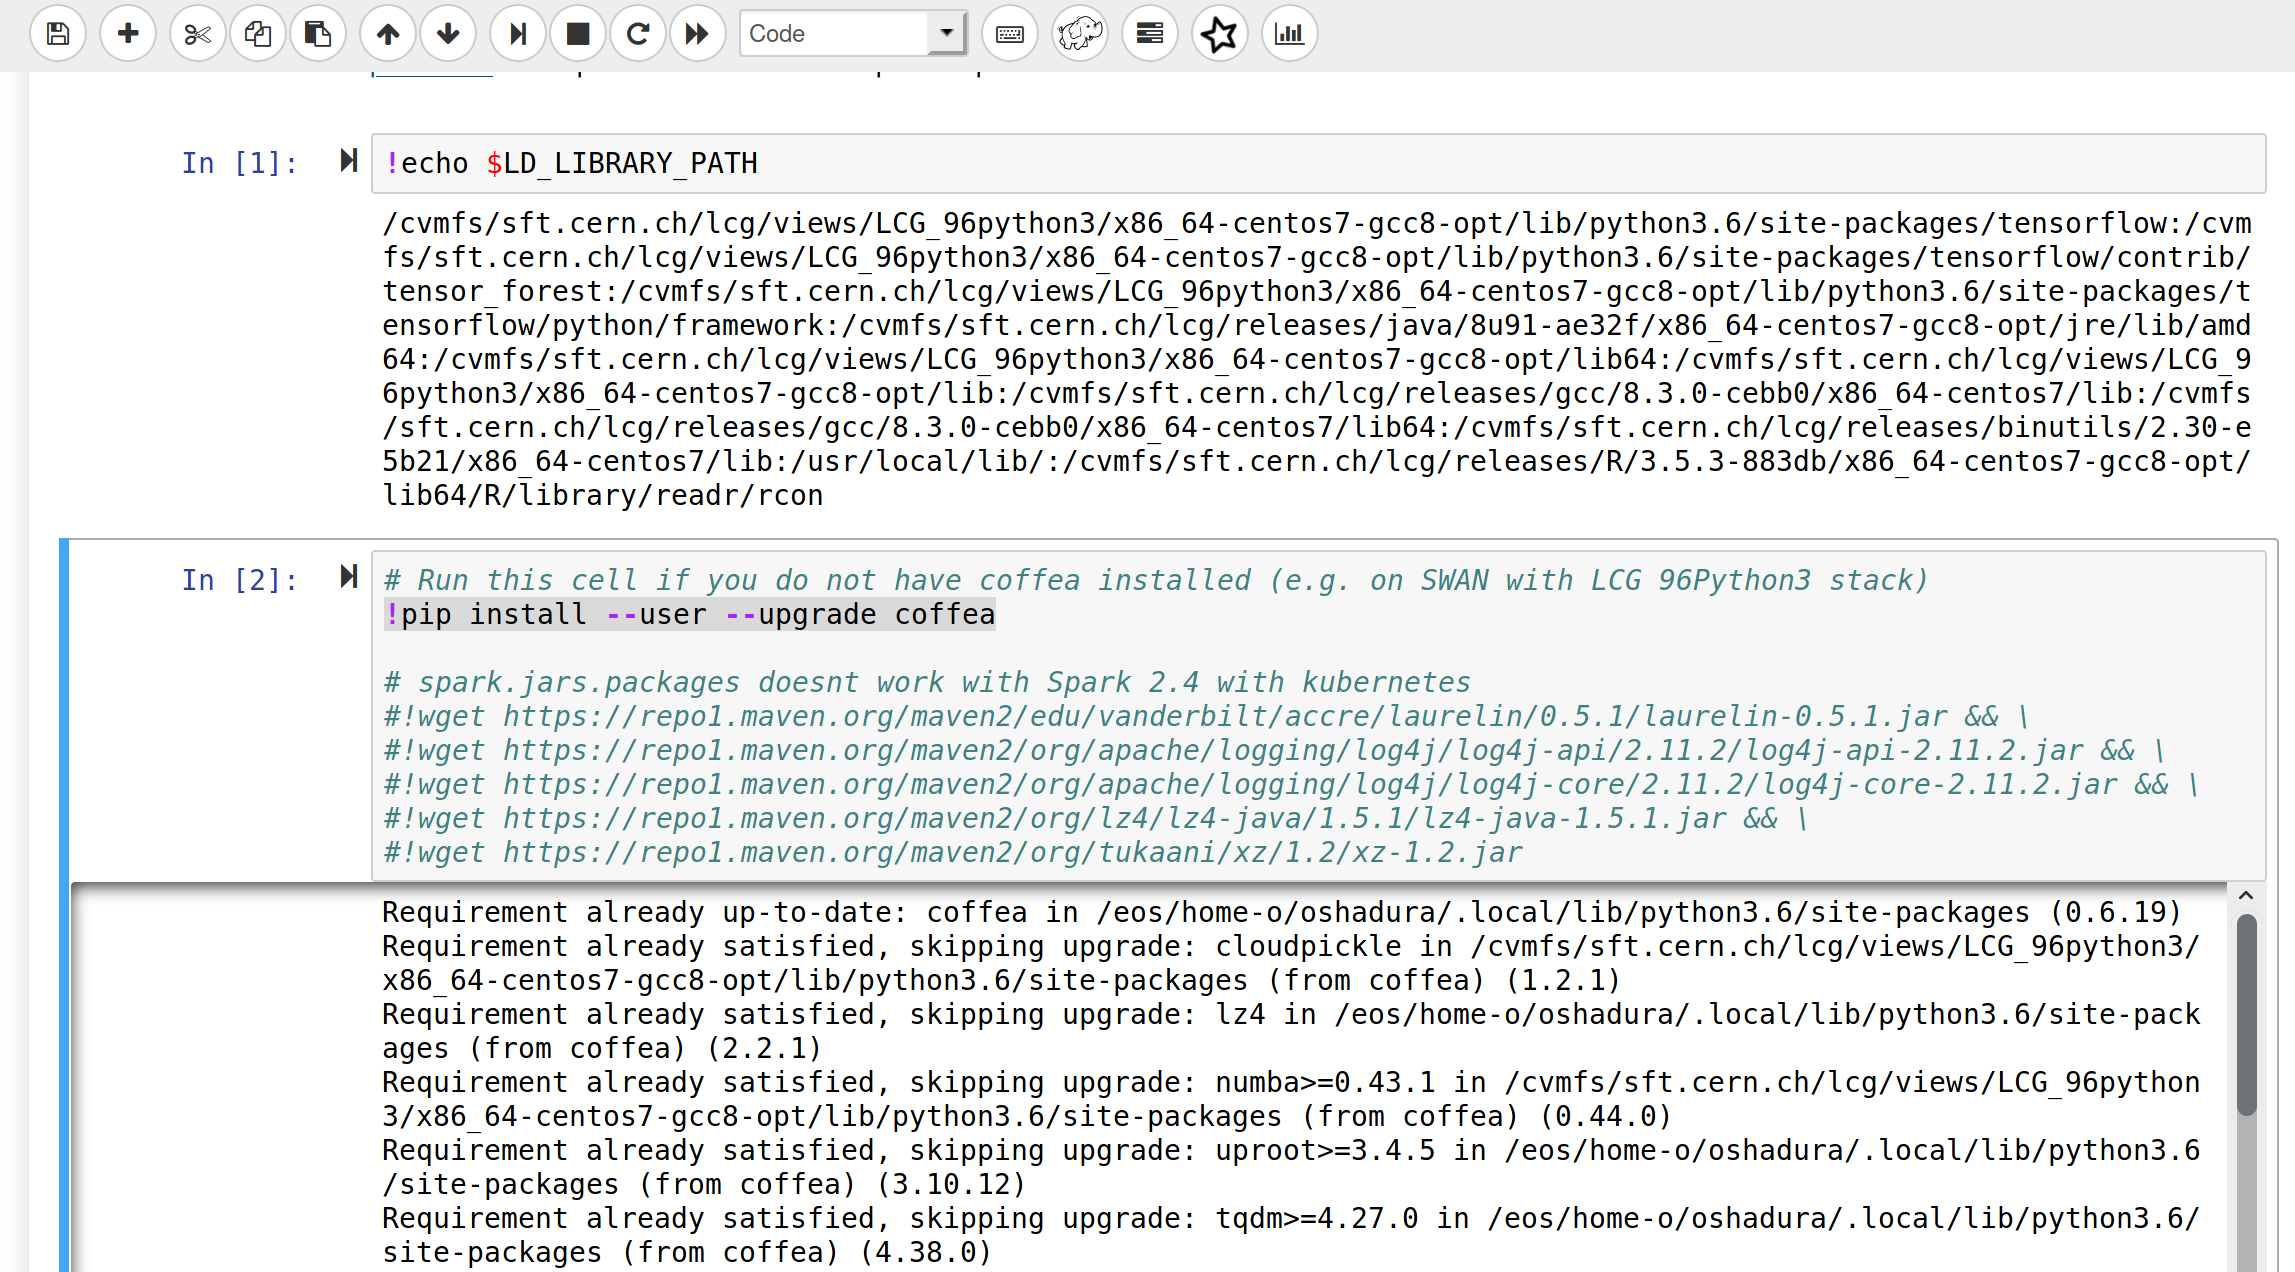 Code
In [1]:
!echo $LD_LIBRARY_PATH
/cvmfs/sft.cern.ch/lcg/views/LCG_96python3/x86_64-centos7-gcc8-opt/lib/python3.6/site-packages/tensorflow:/cvm
fs/sft.cern.ch/lcg/views/LCG_96python3/x86_64-centos7-gcc8-opt/lib/python3.6/site-packages/tensorflow/contrib/
tensor_forest:/cvmfs/sft.cern.ch/lcg/views/LCG_96python3/x86_64-centos7-gcc8-opt/lib/python3.6/site-packages/t
ensorflow/python/framework:/cvmfs/sft.cern.ch/lcg/releases/java/8u91-ae32f/x86_64-centos7-gcc8-opt/jre/lib/amd
64:/cvmfs/sft.cern.ch/lcg/views/LCG_96python3/x86_64-centos7-gcc8-opt/lib64:/cvmfs/sft.cern.ch/lcg/views/LCG_9
6python3/x86_64-centos7-gcc8-opt/lib:/cvmfs/sft.cern.ch/lcg/releases/gcc/8.3.0-cebb0/x86_64-centos7/lib:/cvmfs
/sft.cern.ch/lcg/releases/gcc/8.3.0-cebb0/x86_64-centos7/lib64:/cvmfs/sft.cern.ch/lcg/releases/binutils/2.30-e
5b21/x86_64-centos7/lib:/usr/local/lib/:/cvmfs/sft.cern.ch/lcg/releases/R/3.5.3-883db/x86_64-centos7-gcc8-opt/
lib64/R/library/readr/rcon
In [2]:
# Run this cell if you do not have coffea installed (e.g. on SWAN with LCG 96Python3 stack)
!pip install --user --upgrade coffea
# spark.jars.packages doesnt work with Spark 2.4 with kubernetes
#!wget https://repo1.maven.org/maven2/edu/vanderbilt/accre/laurelin/0.5.1/laurelin-0.5.1.jar && \
#!wget https://repo1.maven.org/maven2/org/apache/logging/log4j/log4j-api/2.11.2/log4j-api-2.11.2.jar && \
#!wget https://repo1.maven.org/maven2/org/apache/logging/log4j/log4j-core/2.11.2/log4j-core-2.11.2.jar && \
#!wget https://repo1.maven.org/maven2/org/lz4/lz4-java/1.5.1/lz4-java-1.5.1.jar && \
#!wget https://repo1.maven.org/maven2/org/tukaani/xz/1.2/xz-1.2.jar
Requirement already up-to-date: coffea in /eos/home-o/oshadura/.local/lib/python3.6/site-packages (0.6.19)
Requirement already satisfied, skipping upgrade: cloudpickle in /cvmfs/sft.cern.ch/lcg/views/LCG_96python3/
x86_64-centos7-gcc8-opt/lib/python3.6/site-packages (from coffea) (1.2.1)
Requirement already satisfied, skipping upgrade: lz4 in /eos/home-o/oshadura/.local/lib/python3.6/site-pack
ages (from coffea) (2.2.1)
Requirement already satisfied, skipping upgrade: numba>=0.43.1 in /cvmfs/sft.cern.ch/lcg/views/LCG_96python
3/x86_64-centos7-gcc8-opt/lib/python3.6/site-packages (from coffea) (0.44.0)
Requirement already satisfied, skipping upgrade: uproot>=3.4.5 in /eos/home-o/oshadura/.local/lib/python3.6
/site-packages (from coffea) (3.10.12)
Requirement already satisfied, skipping upgrade: tqdm>=4.27.0 in /eos/home-o/oshadura/.local/lib/python3.6/
site-packages (from coffea) (4.38.0)